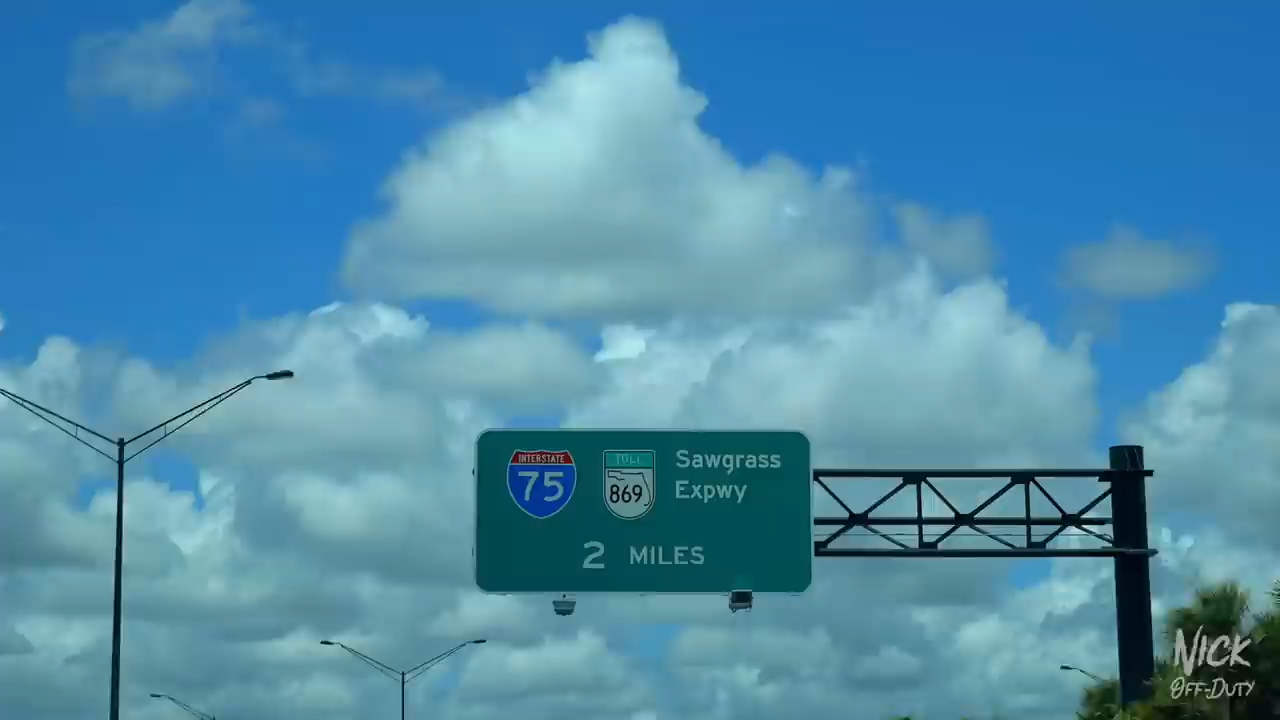 INTERSTATE
75
TOLL
869
Sawgrass
Expwy
2 MILES
NICK
OFF-DUTY